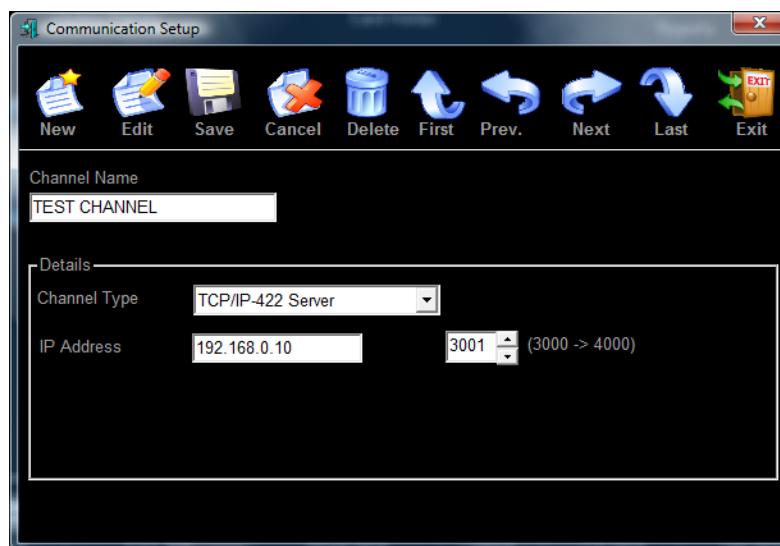 Communication Setup
New Edit Save Cancel Delete First Prev. Next Last Exit
EXIT
Channel Name
TEST CHANNEL
Details
Channel Type TCP/IP-422 Server
IP Address 192.168.0.10 3001 (3000 -> 4000)